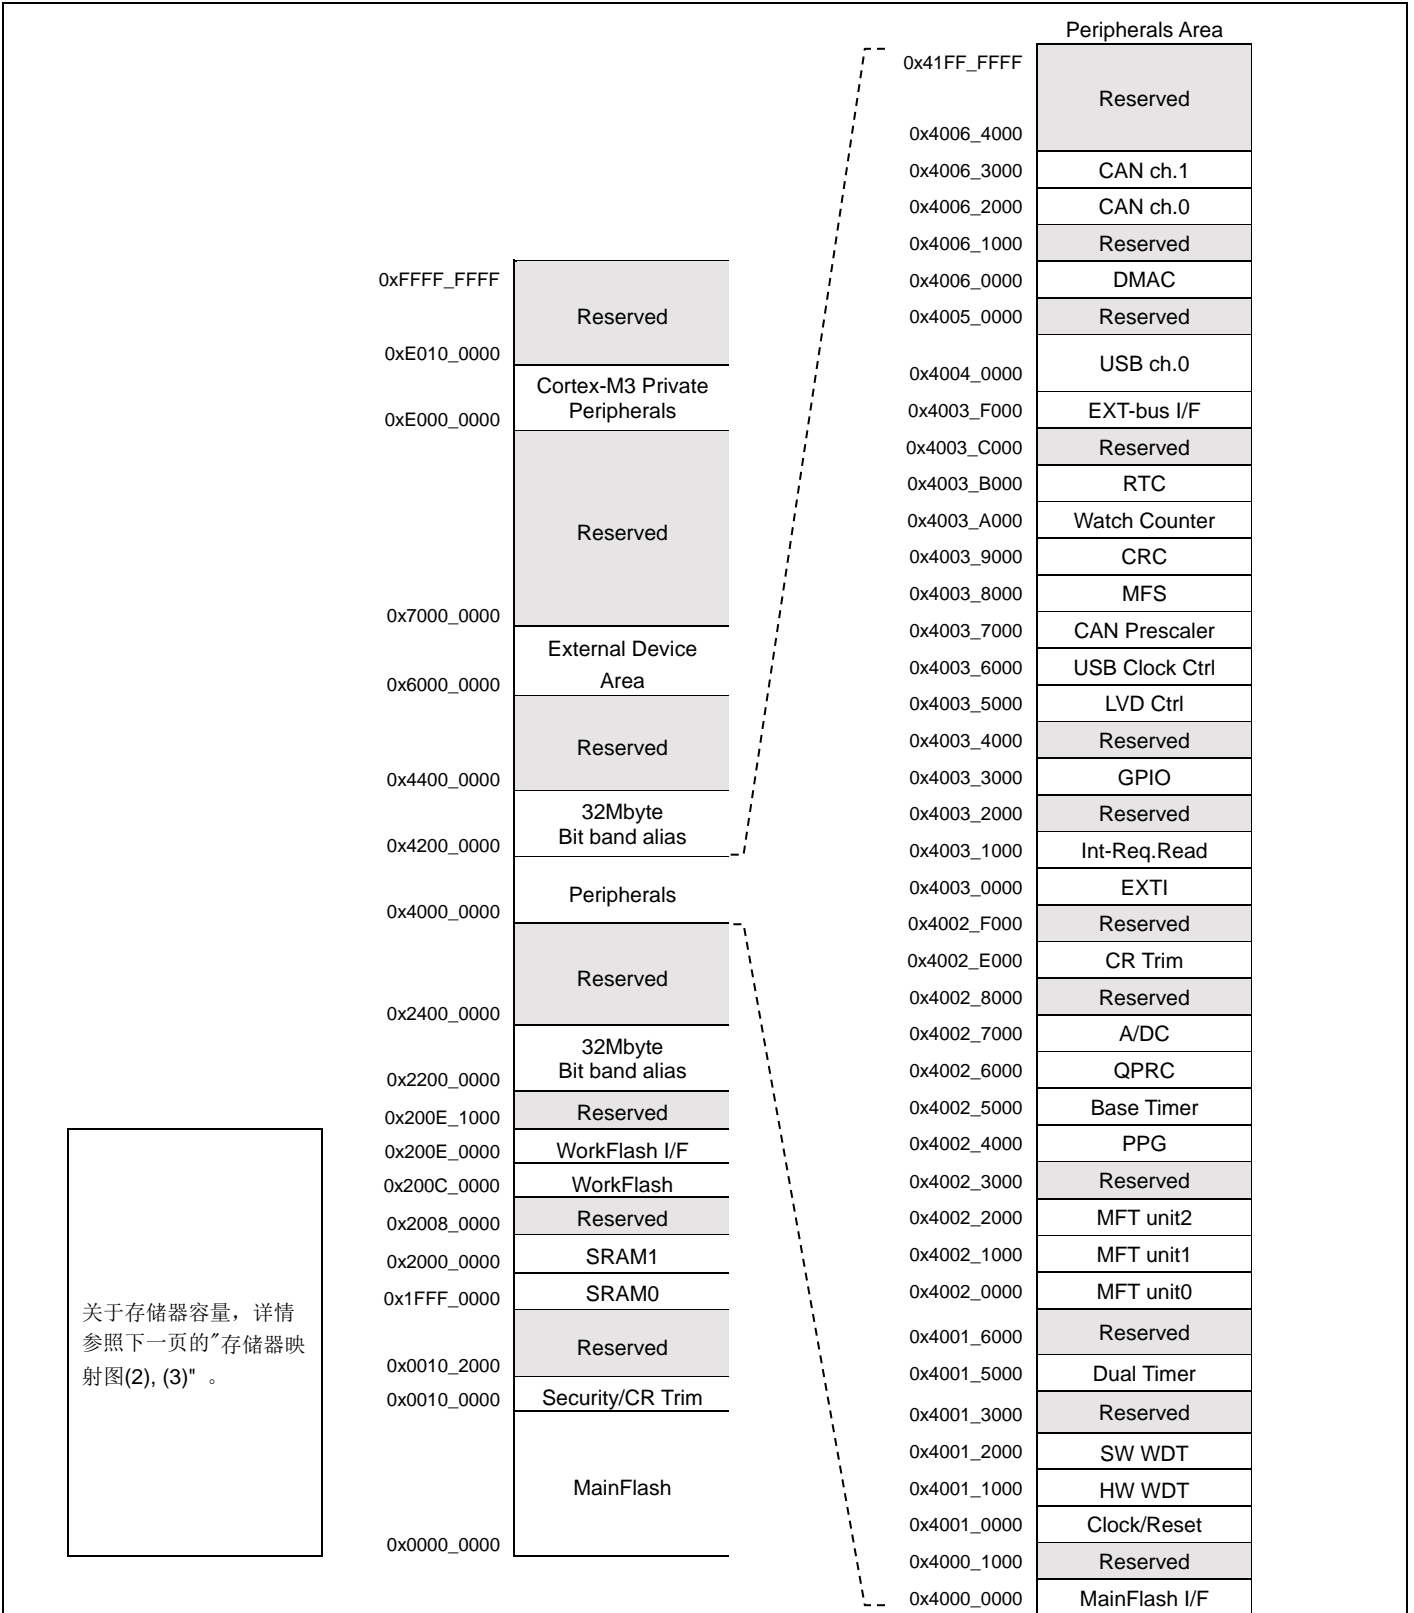 Peripherals Area
0x41FF_FFFF
Reserved
0x4006_4000
0x4006_3000 CAN ch.1
0x4006_2000 CAN ch.0
0x4006_1000 Reserved
0x4006_0000 DMAC
0x4005_0000 Reserved
USB ch.0
0x4004_0000
0x4003_F000 EXT-bus I/F
0x4003_C000 Reserved
0x4003_B000 RTC
0x4003_A000 Watch Counter
0x4003_9000 CRC
0x4003_8000 MFS
0x4003_7000 CAN Prescaler
0x4003_6000 USB Clock Ctrl
0x4003_5000 LVD Ctrl
0x4003_4000 Reserved
0x4003_3000 GPIO
0x4003_2000 Reserved
0x4003_1000 Int-Req.Read
0x4003_0000 EXTI
0x4002_F000 Reserved
0x4002_E000 CR Trim
0x4002_8000 Reserved
0x4002_7000 A/DC
0x4002_6000 QPRC
0x4002_5000 Base Timer
0x4002_4000 PPG
0x4002_3000 Reserved
0x4002_2000 MFT unit2
0x4002_1000 MFT unit1
0x4002_0000 MFT unit0
0x4001_6000 Reserved
0x4001_5000 Dual Timer
0x4001_3000 Reserved
0x4001_2000 SW WDT
0x4001_1000 HW WDT
0x4001_0000 Clock/Reset
0x4000_1000 Reserved
0x4000_0000 MainFlash I/F
0xFFFF_FFFF
Reserved
0xE010_0000
Cortex-M3 Private
Peripherals
0xE000_0000
Reserved
0x7000_0000
External Device
Area
0x6000_0000
Reserved
0x4400_0000
32Mbyte
Bit band alias
0x4200_0000
Peripherals
0x4000_0000
Reserved
0x2400_0000
32Mbyte
Bit band alias
0x2200_0000
0x200E_1000 Reserved
0x200E_0000 WorkFlash I/F
0x200C_0000 WorkFlash
0x2008_0000 Reserved
0x2000_0000 SRAM1
0x1FFF_0000 SRAM0
Reserved
0x0010_2000
0x0010_0000 Security/CR Trim
MainFlash
0x0000_0000
关于存储器容量，详情
参照下一页的"存储器映
射图(2), (3)" 。